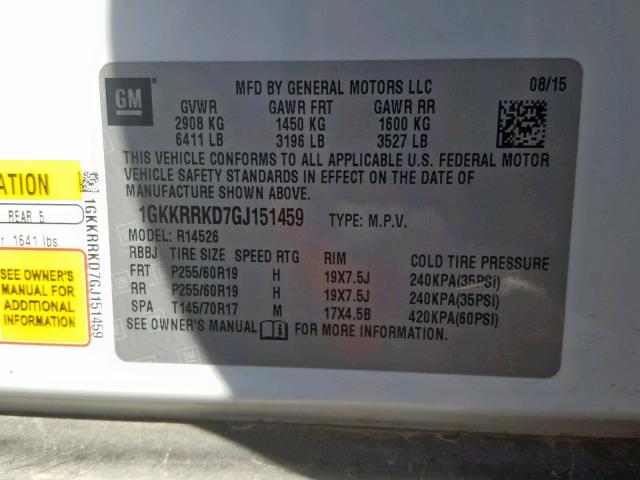 GM
MFD BY GENERAL MOTORS LLC
08/15
GVWR GAWR FRT GAWR RR
2908 KG 1450 KG 1600 KG
6411 LB 3196 LB 3527 LB
THIS VEHICLE CONFORMS TO ALL APPLICABLE U.S. FEDERAL MOTOR
VEHICLE SAFETY STANDARDS IN EFFECT ON THE DATE OF
MANUFACTURE SHOWN ABOVE.
1GKKRRKD7GJ151459 TYPE: M.P.V.
MODEL: R14526
RBBJ TIRE SIZE SPEED RTG RIM COLD TIRE PRESSURE
FRT P255/60R19 H 19X7.5J 240KPA(35PSI)
RR P255/60R19 H 19X7.5J 240KPA(35PSI)
SPA T145/70R17 M 17X4.5B 420KPA(60PSI)
SEE OWNER'S MANUAL FOR MORE INFORMATION.
ATION
REAR 5
r 1641 lbs.
SEE OWNER'S
MANUAL FOR
ADDITIONAL
INFORMATION
1GKKRRKD7GJ151459